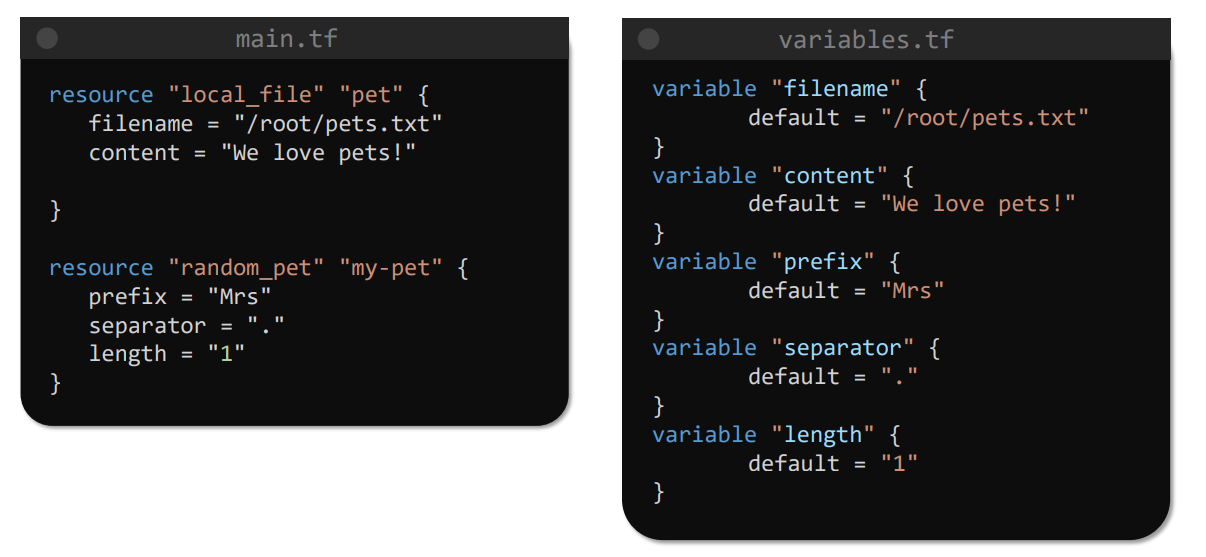 main.tf
resource "local_file" "pet" {
filename = "/root/pets.txt"
content = "We love pets!"
}
resource "random_pet" "my-pet" {
prefix = "Mrs"
separator = "."
length = "1"
}
variables.tf
variable "filename" {
default = "/root/pets.txt"
}
variable "content" {
default = "We love pets!"
}
variable "prefix" {
default = "Mrs"
}
variable "separator" {
default = "."
}
variable "length" {
default = "1"
}